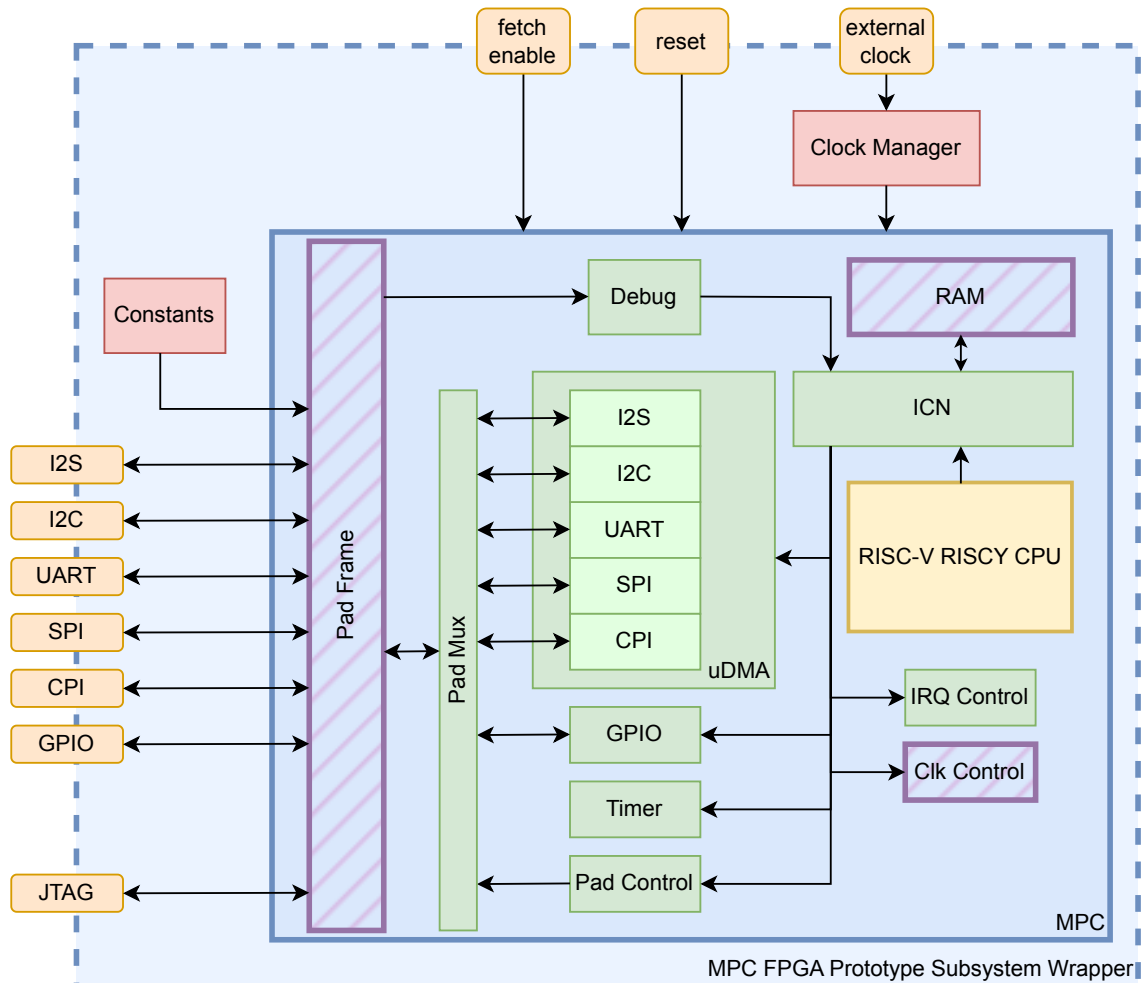 fetch
enable
reset
external
clock
Clock Manager
Constants
Debug
RAM
ICN
I2S
I2C
UART
SPI
CPI
uDMA
RISC-V RISCY CPU
I2S
I2C
UART
SPI
CPI
GPIO
JTAG
Pad Frame
Pad Mux
GPIO
Timer
Pad Control
IRQ Control
Clk Control
MPC
MPC FPGA Prototype Subsystem Wrapper